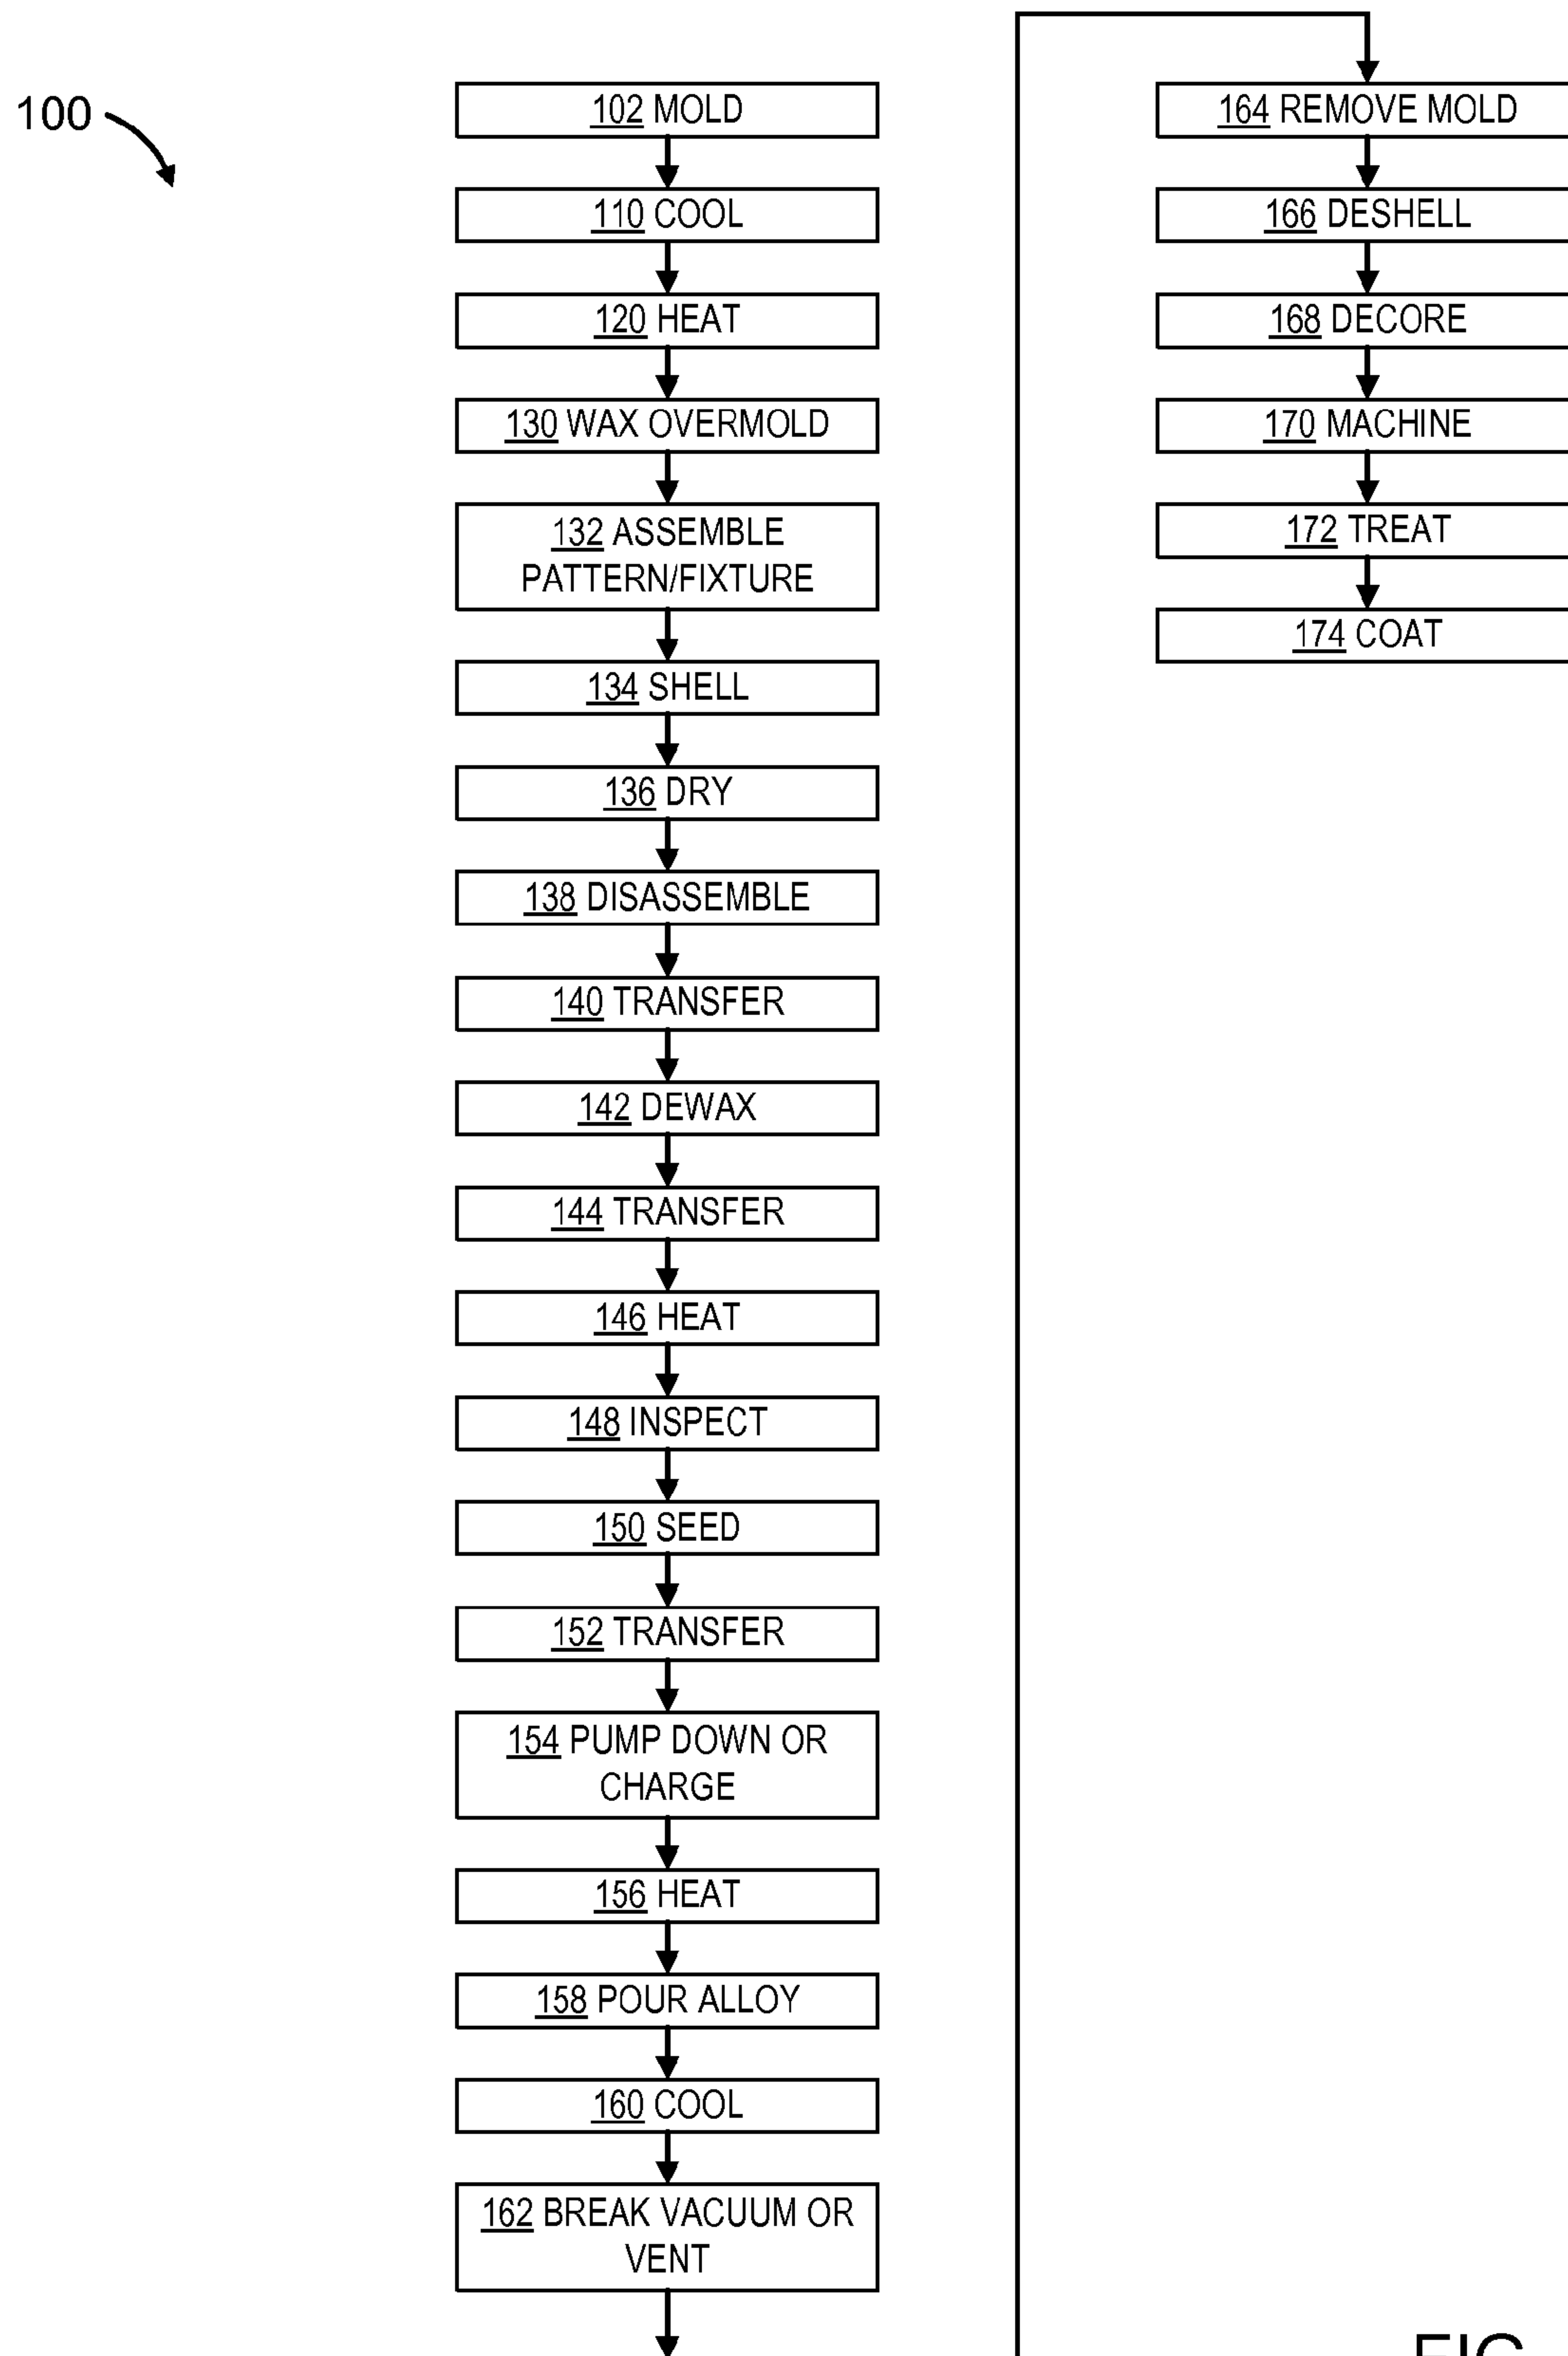 100
102 MOLD
110 COOL
120 HEAT
130 WAX OVERMOLD
132 ASSEMBLE
PATTERN/FIXTURE
134 SHELL
136 DRY
138 DISASSEMBLE
140 TRANSFER
142 DEWAX
144 TRANSFER
146 HEAT
148 INSPECT
150 SEED
152 TRANSFER
154 PUMP DOWN OR
CHARGE
156 HEAT
158 POUR ALLOY
160 COOL
162 BREAK VACUUM OR
VENT
164 REMOVE MOLD
166 DESHELL
168 DECORE
170 MACHINE
172 TREAT
174 COAT